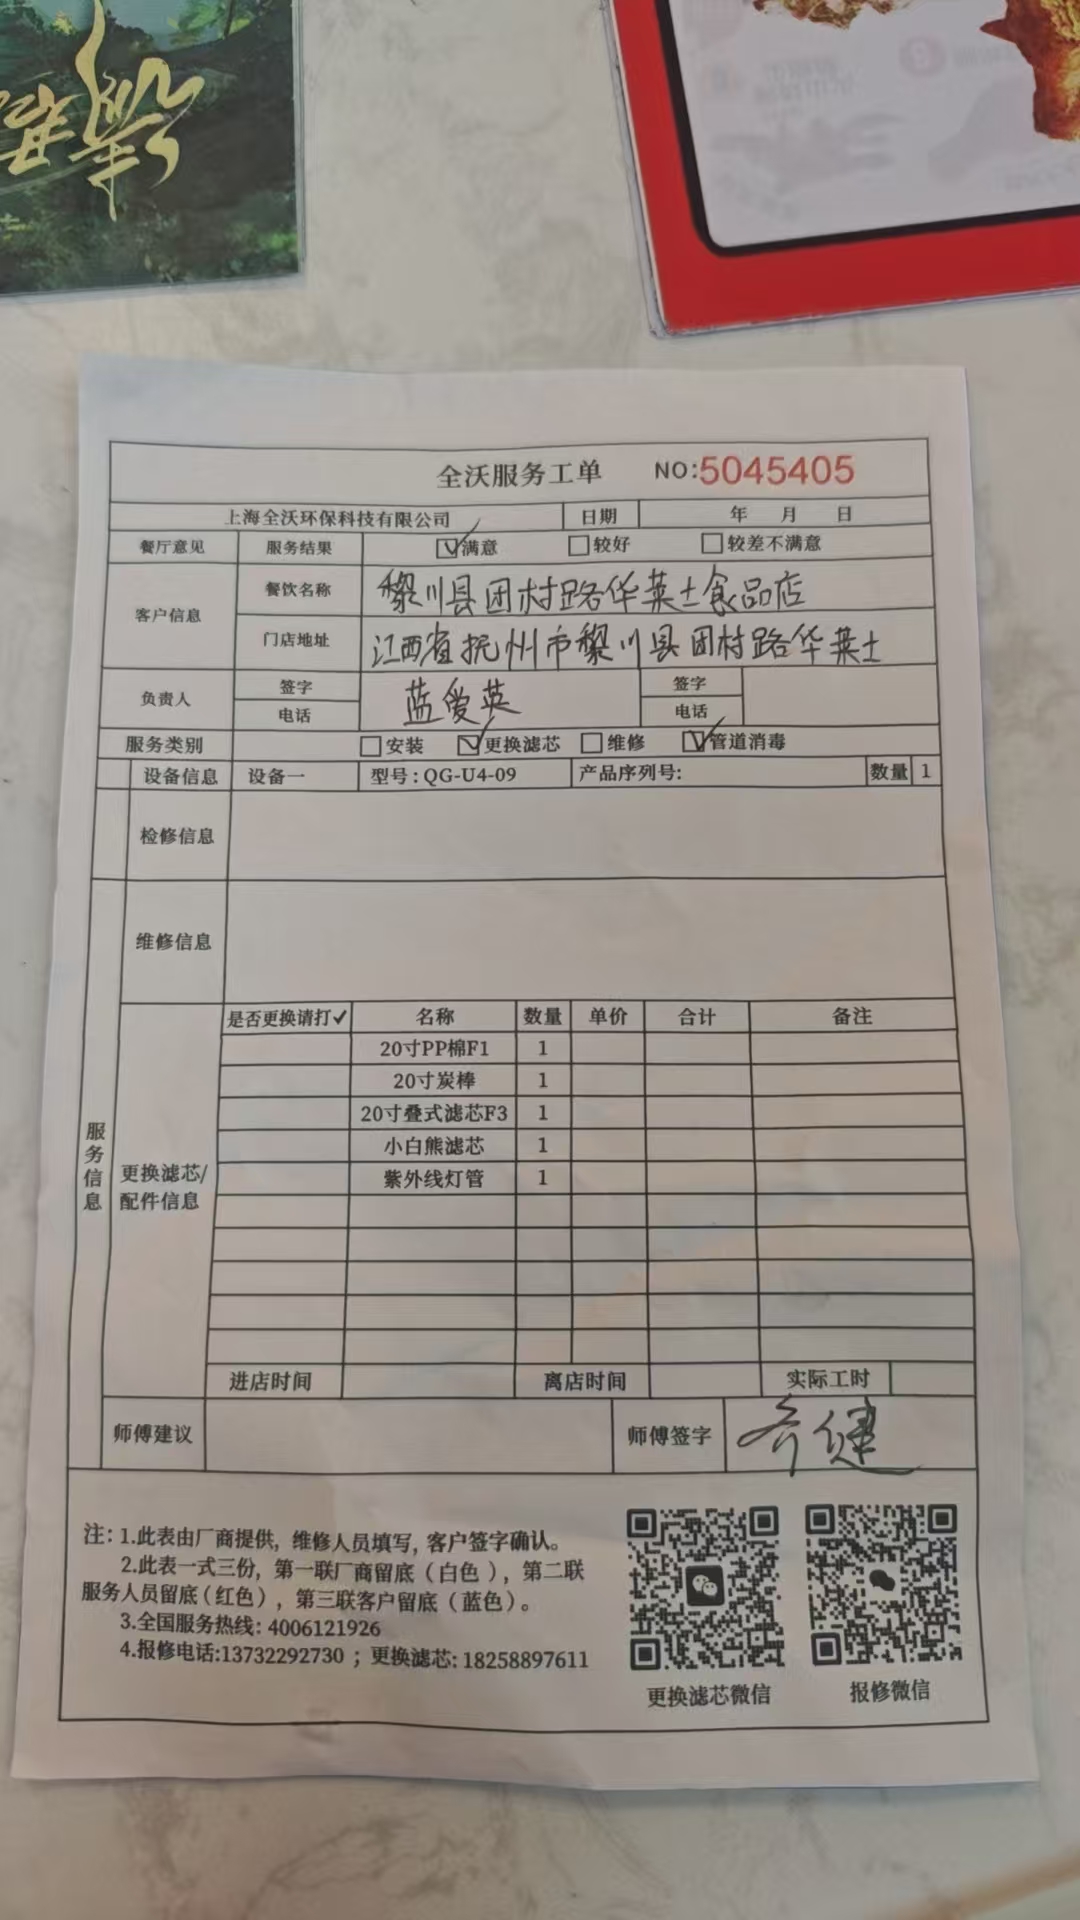 全沃服务工单 NO:5045405
上海全沃环保科技有限公司 日期 年 月 日
餐厅意见 服务结果 满意 较好 较差不满意
客户信息 餐饮名称 黎川县团村路华莱士食品店
门店地址 江西省抚州市黎川县团村路华莱士
负责人 签字 蓝爱英 签字
电话 电话
服务类别 安装 更换滤芯 维修 管道消毒
设备信息 设备一 型号:QG-U4-09 产品序列号: 数量 1
检修信息
维修信息
服务信息
是否更换请打✓ 名称 数量 单价 合计 备注
20寸PP棉F1 1
20寸炭棒 1
20寸叠式滤芯F3 1
小白熊滤芯 1
紫外线灯管 1
更换滤芯/
配件信息
进店时间 离店时间 实际工时
师傅建议 师傅签字 齐健
注: 1.此表由厂商提供, 维修人员填写, 客户签字确认。
2.此表一式三份, 第一联厂商留底 (白色), 第二联
服务人员留底(红色), 第三联客户留底 (蓝色)。
3.全国服务热线: 4006121926
4.报修电话:13732292730 ; 更换滤芯: 18258897611
更换滤芯微信 报修微信